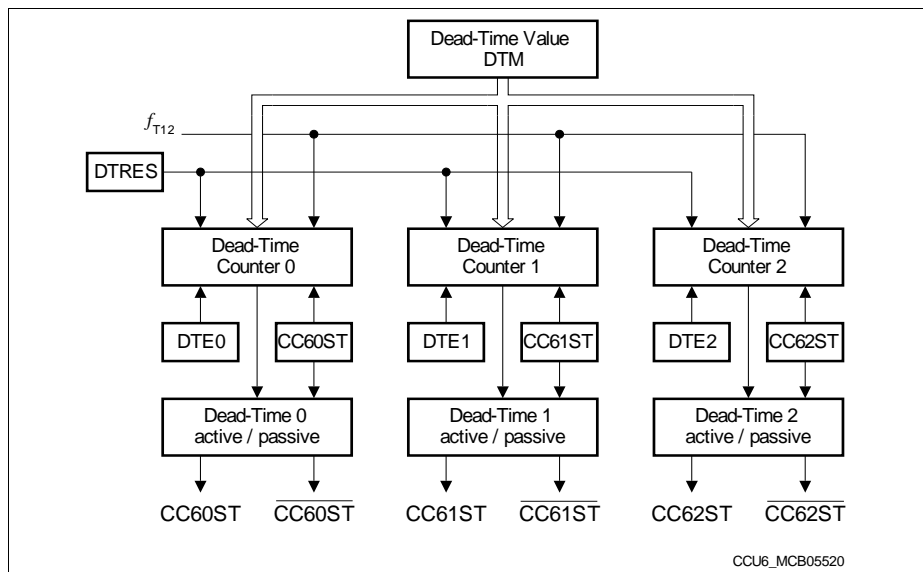 Dead-Time Value
DTM
fT12
DTRES
Dead-Time
Counter 0
Dead-Time
Counter 1
Dead-Time
Counter 2
DTE0
CC60ST
DTE1
CC61ST
DTE2
CC62ST
Dead-Time 0
active / passive
Dead-Time 1
active / passive
Dead-Time 2
active / passive
CC60ST
CC60ST
CC61ST
CC61ST
CC62ST
CC62ST
CCU6_MCB05520